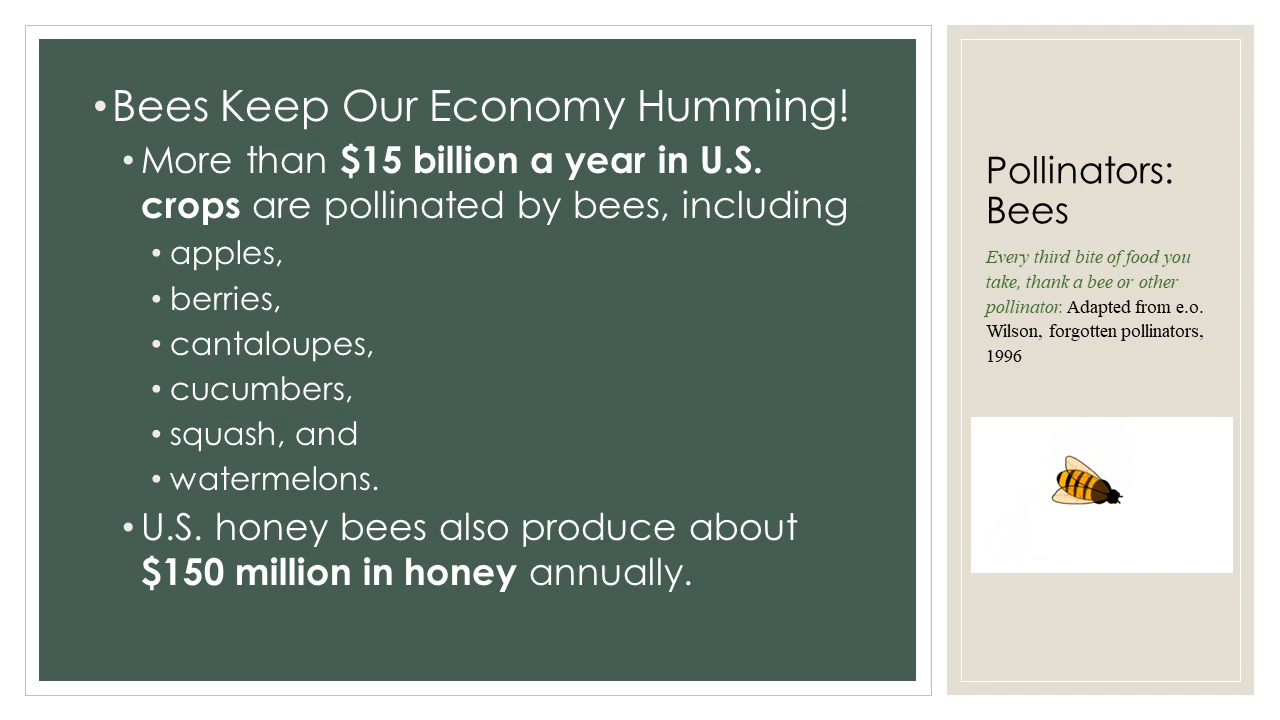 •Bees Keep Our Economy Humming!
•More than $15 billion a year in U.S.
crops are pollinated by bees, including
•apples,
•berries,
•cantaloupes,
•cucumbers,
•squash, and
•watermelons.
•U.S. honey bees also produce about
$150 million in honey annually.
Pollinators:
Bees
Every third bite of food you
take, thank a bee or other
pollinator. Adapted from e.o.
Wilson, forgotten pollinators,
1996